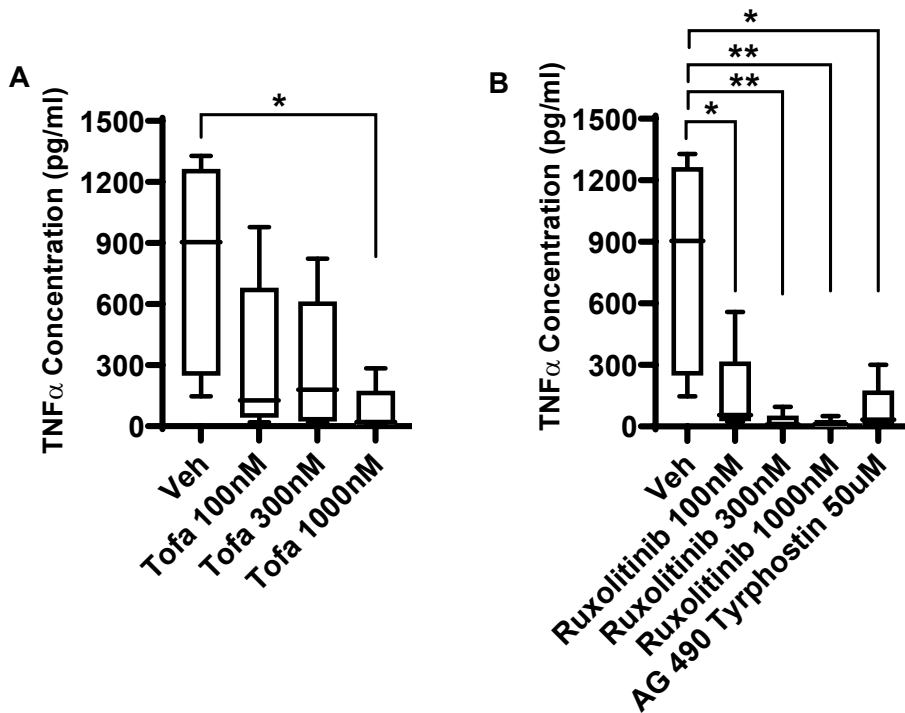 A
TNFα Concentration (pg/ml)
1500
1200
900
600
300
0
*
Veh
Tofa 100nM
Tofa 300nM
Tofa 1000nM
B
TNFα Concentration (pg/ml)
1500
1200
900
600
300
0
*
**
**
*
Veh
Ruxolitinib 100nM
Ruxolitinib 300nM
Ruxolitinib 1000nM
AG 490 Tyrphostin 50uM